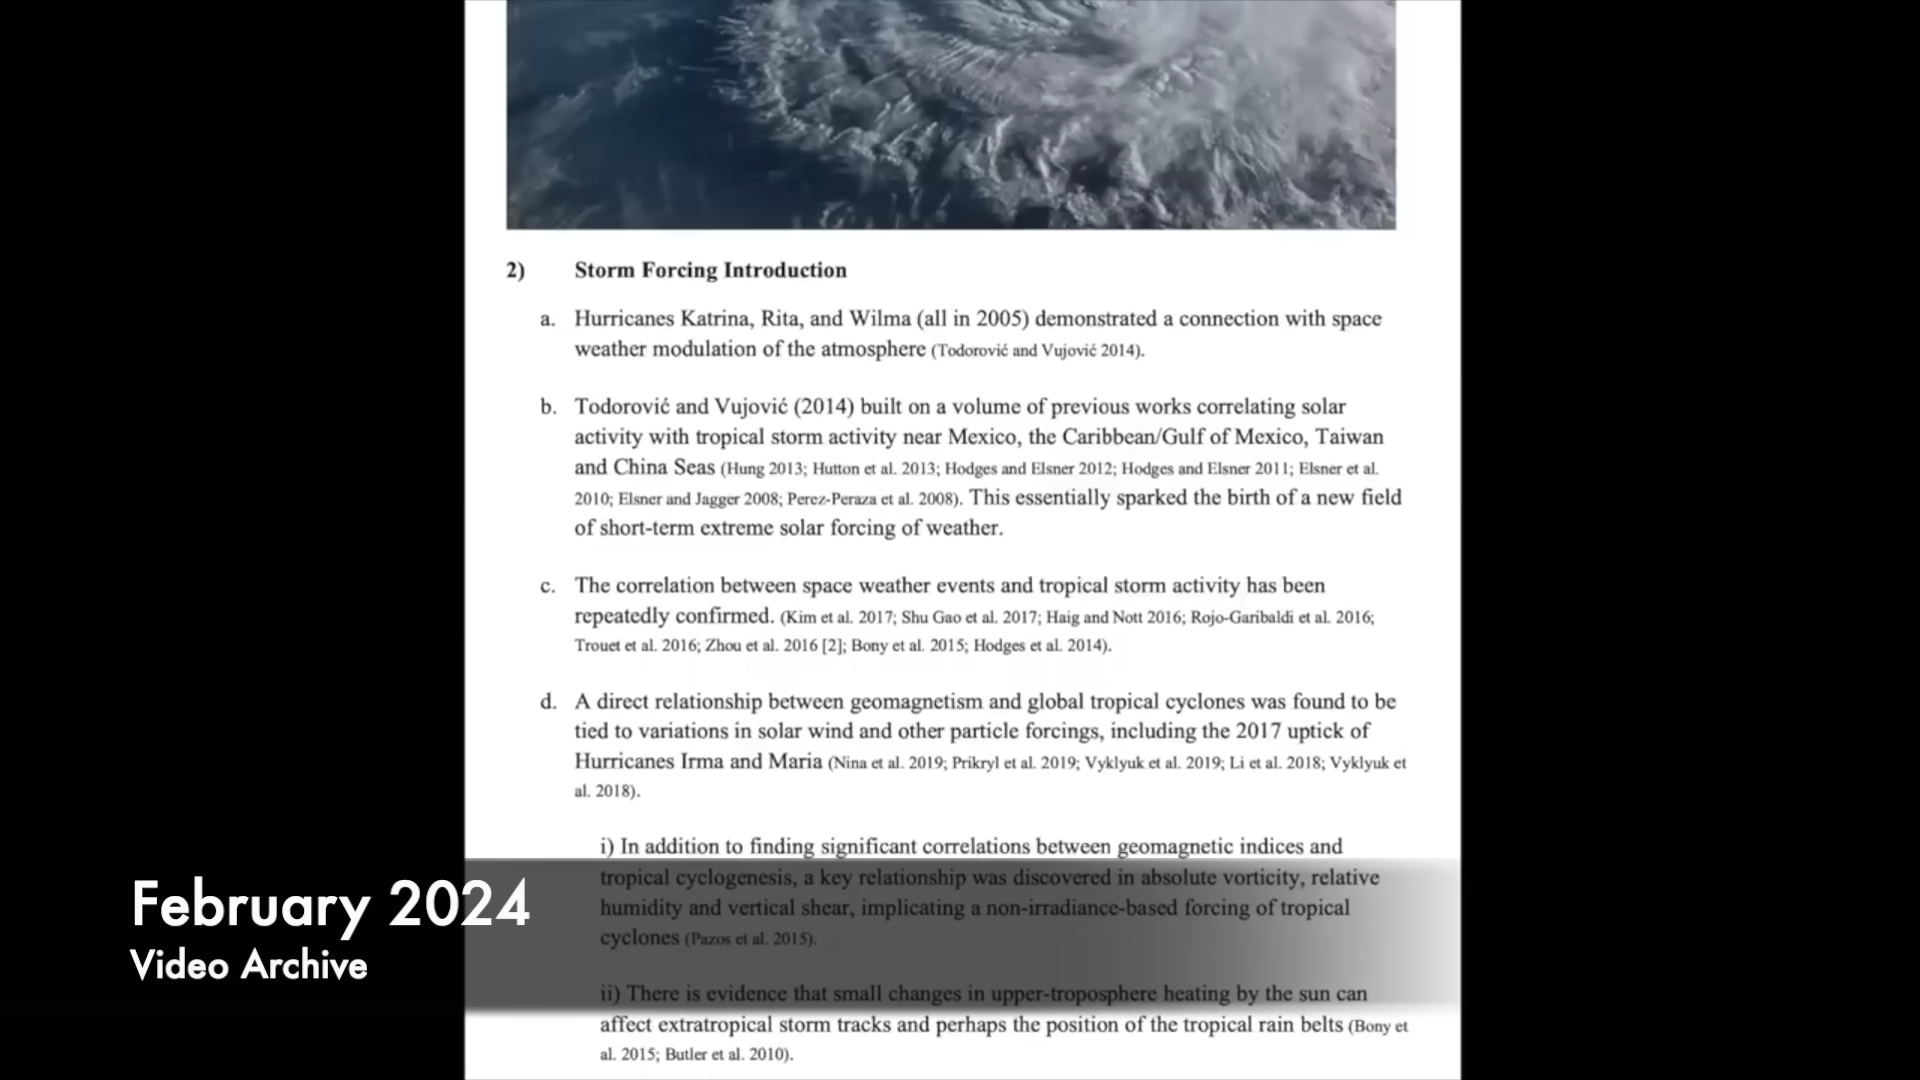 2) Storm Forcing Introduction
a. Hurricanes Katrina, Rita, and Wilma (all in 2005) demonstrated a connection with space
weather modulation of the atmosphere (Todorović and Vujović 2014).
b. Todorović and Vujović (2014) built on a volume of previous works correlating solar
activity with tropical storm activity near Mexico, the Caribbean/Gulf of Mexico, Taiwan
and China Seas (Hung 2013; Hutton et al. 2013; Hodges and Elsner 2012; Hodges and Elsner 2011; Elsner et al.
2010; Elsner and Jagger 2008; Perez-Peraza et al. 2008). This essentially sparked the birth of a new field
of short-term extreme solar forcing of weather.
c. The correlation between space weather events and tropical storm activity has been
repeatedly confirmed. (Kim et al. 2017; Shu Gao et al. 2017; Haig and Nott 2016; Rojo-Garibaldi et al. 2016;
Trouet et al. 2016; Zhou et al. 2016 [2]; Bony et al. 2015; Hodges et al. 2014).
d. A direct relationship between geomagnetism and global tropical cyclones was found to be
tied to variations in solar wind and other particle forcings, including the 2017 uptick of
Hurricanes Irma and Maria (Nina et al. 2019; Prikryl et al. 2019; Vyklyuk et al. 2019; Li et al. 2018; Vyklyuk et
al. 2018).
i) In addition to finding significant correlations between geomagnetic indices and
tropical cyclogenesis, a key relationship was discovered in absolute vorticity, relative
humidity and vertical shear, implicating a non-irradiance-based forcing of tropical
cyclones (Pazos et al. 2015).
ii) There is evidence that small changes in upper-troposphere heating by the sun can
affect extratropical storm tracks and perhaps the position of the tropical rain belts (Bony et
al. 2015; Butler et al. 2010).
February 2024
Video Archive